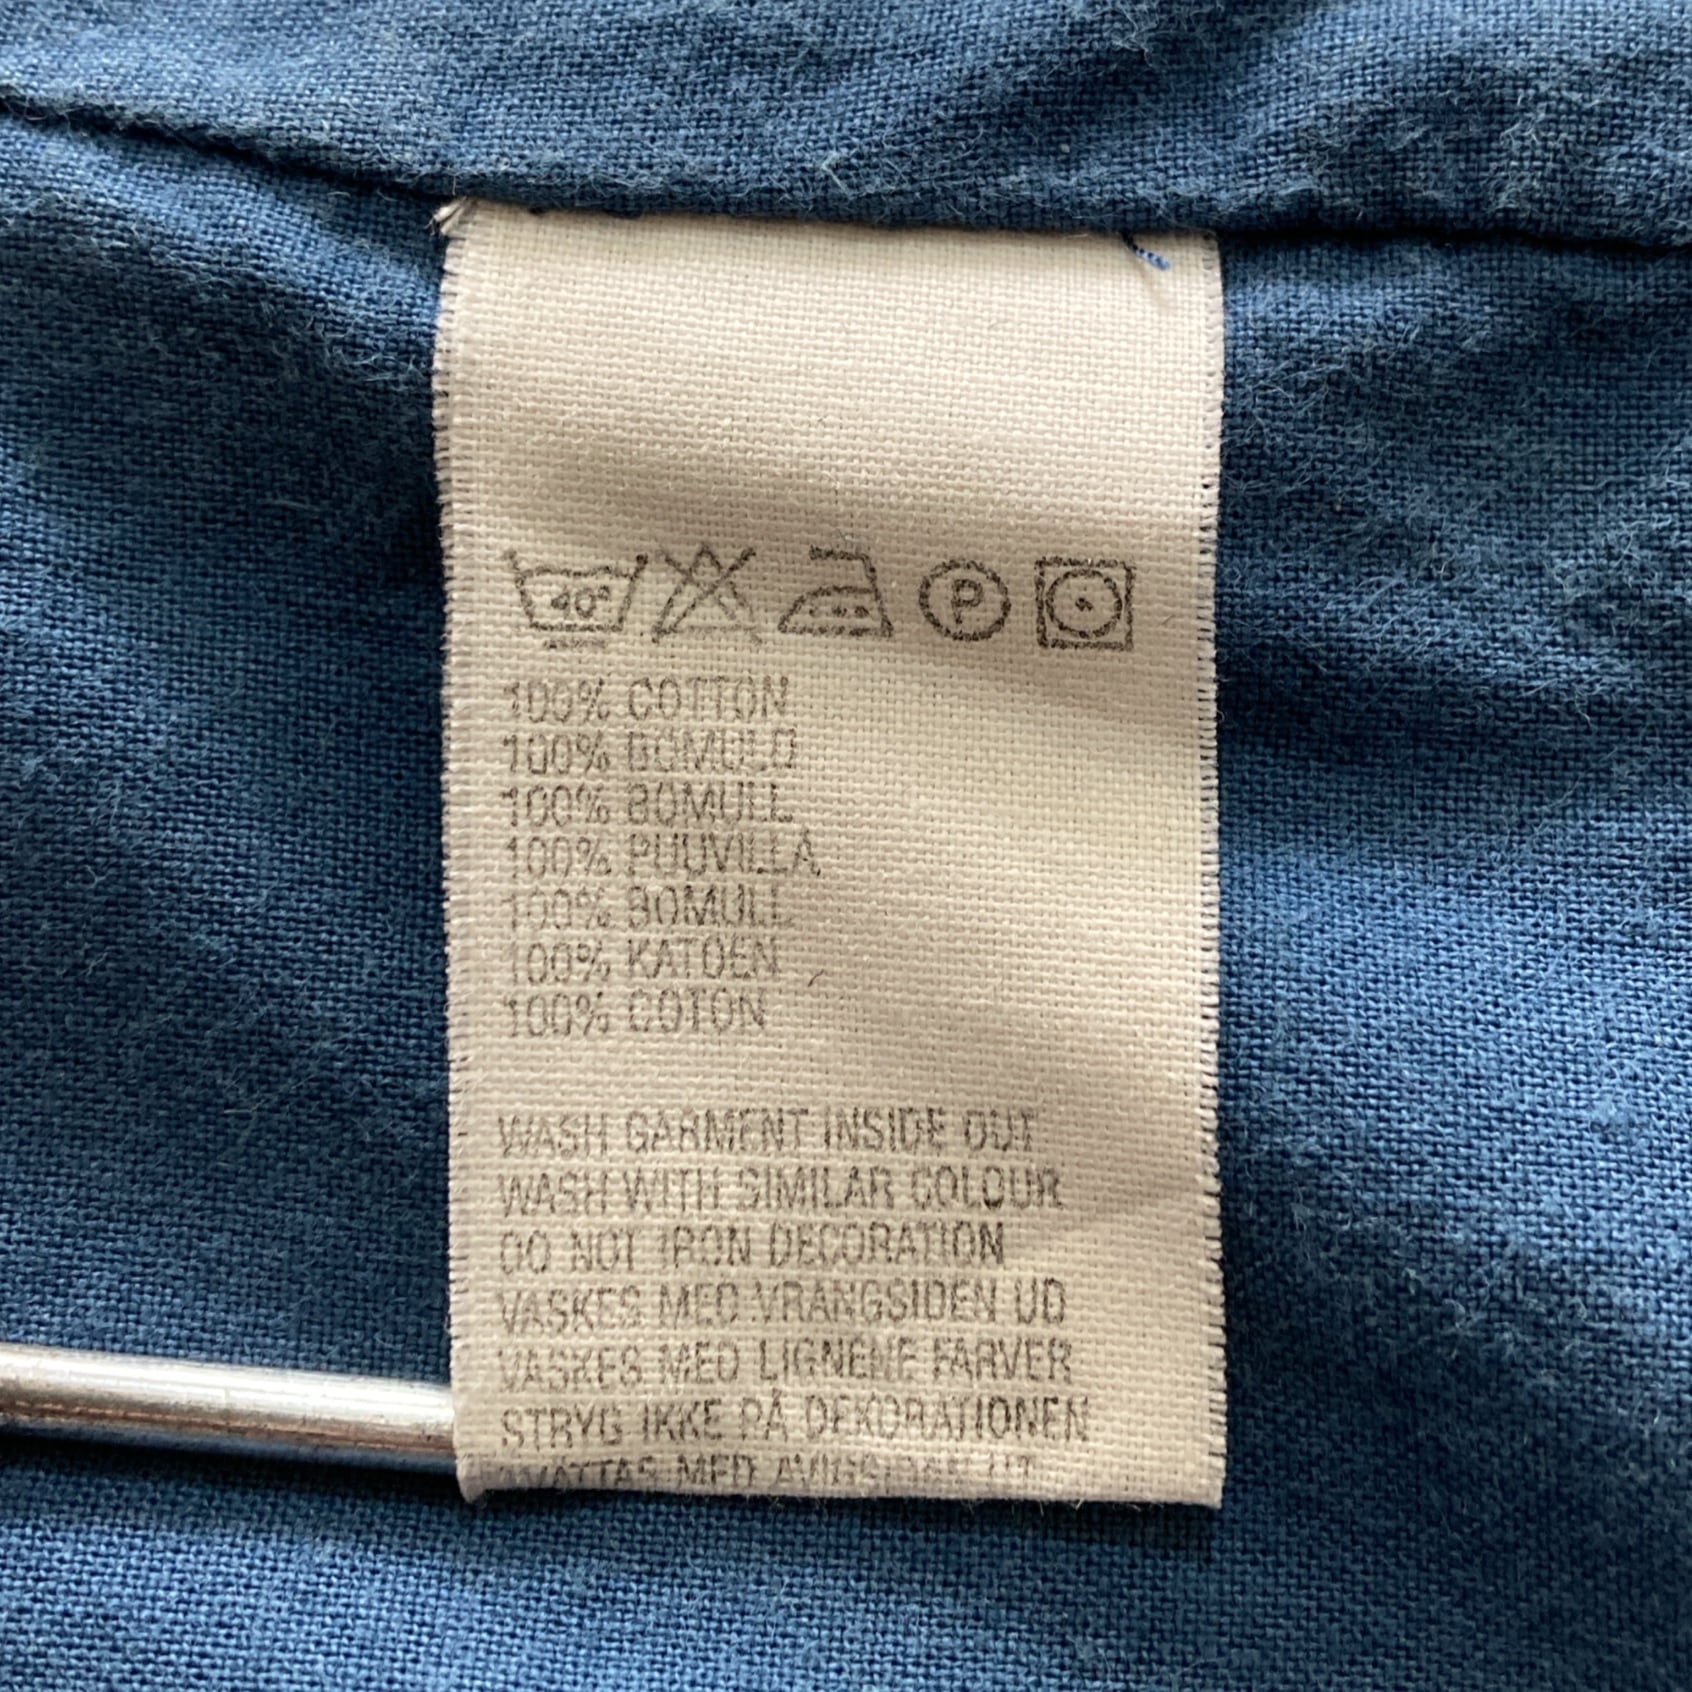 40°
P
100% COTTON
100% BOMULD
100% BOMULL
100% PUUVILLA
100% BOMULL
100% KATOEN
100% COTON
WASH GARMENT INSIDE OUT
WASH WITH SIMILAR COLOUR
DO NOT IRON DECORATION
VASKES MED VRANGSIDEN UD
VASKES MED LIGNENE FARVER
STRYG IKKE PÅ DEKORATIONEN
MED UT